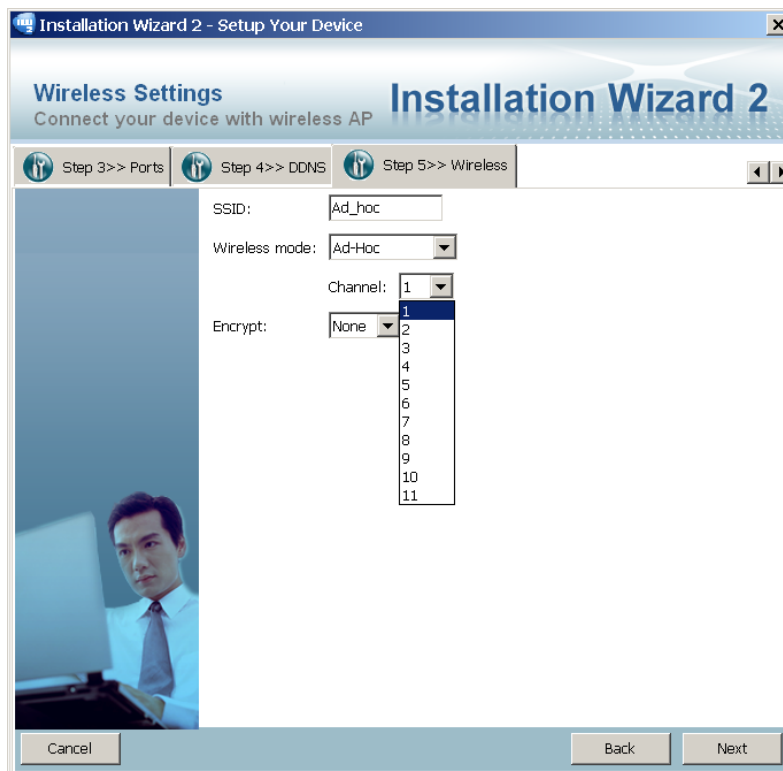 Installation Wizard 2 - Setup Your Device
Wireless Settings
Connect your device with wireless AP
Installation Wizard 2
Step 3>> Ports
Step 4>> DDNS
Step 5>> Wireless
SSID: Ad_hoc
Wireless mode: Ad-Hoc
Channel: 1
Encrypt: None
1
2
3
4
5
6
7
8
9
10
11
Cancel
Back
Next